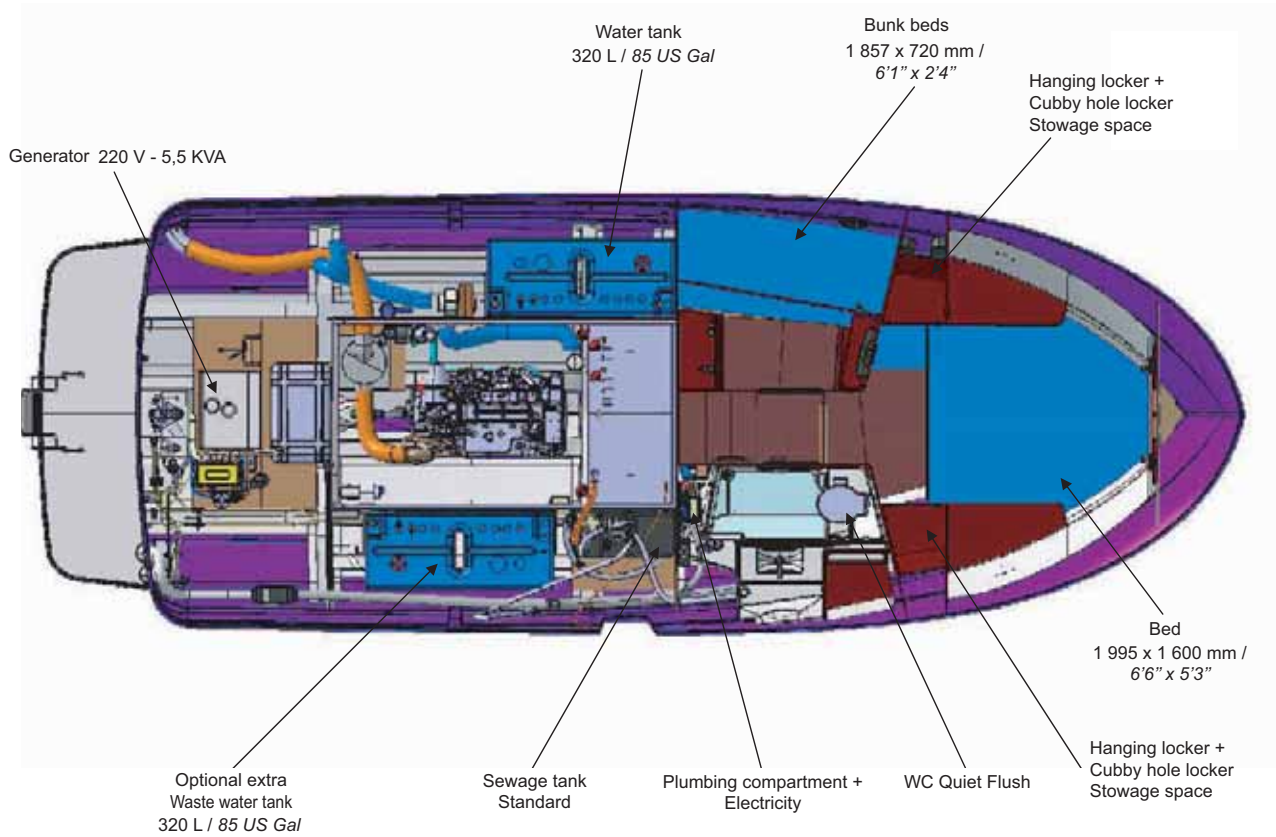 Water tank
320 L / 85 US Gal
Bunk beds
1 857 x 720 mm /
6’1” x 2’4”
Hanging locker +
Cubby hole locker
Stowage space
Generator 220 V - 5,5 KVA
Bed
1 995 x 1 600 mm /
6’6” x 5’3”
Hanging locker +
Cubby hole locker
Stowage space
Optional extra
Waste water tank
320 L / 85 US Gal
Sewage tank
Standard
Plumbing compartment +
Electricity
WC Quiet Flush